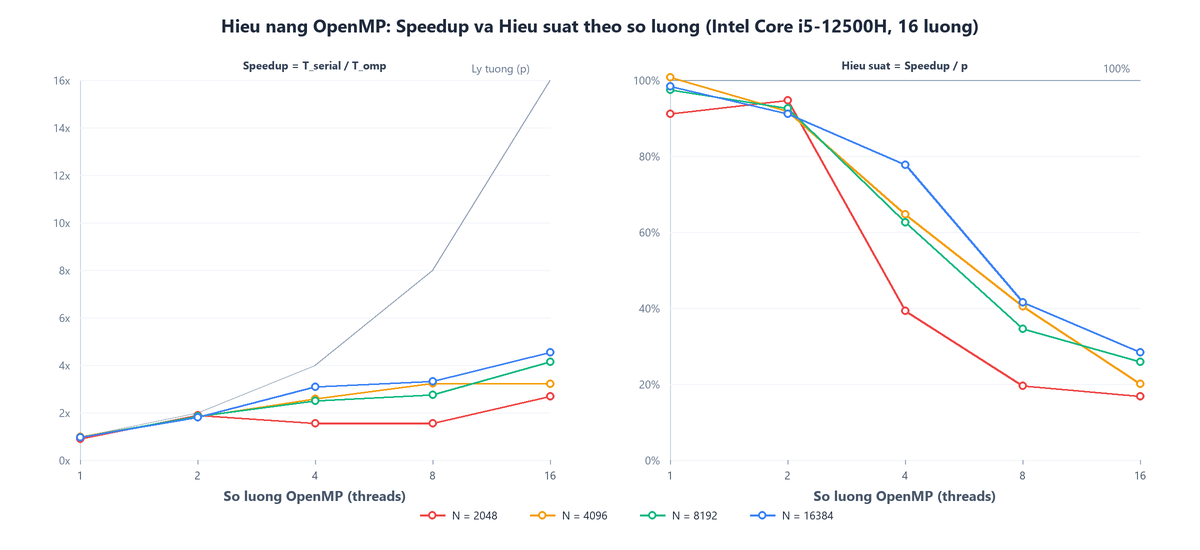 Hieu nang OpenMP: Speedup va Hieu suat theo so luong (Intel Core i5-12500H, 16 luong)
Speedup = T_serial / T_omp
Ly tuong (p)
16x
14x
12x
10x
8x
6x
4x
2x
0x
1 2 4 8 16
So luong OpenMP (threads)
Hieu suat = Speedup / p
100%
100%
80%
60%
40%
20%
0%
1 2 4 8 16
So luong OpenMP (threads)
N = 2048 N = 4096 N = 8192 N = 16384